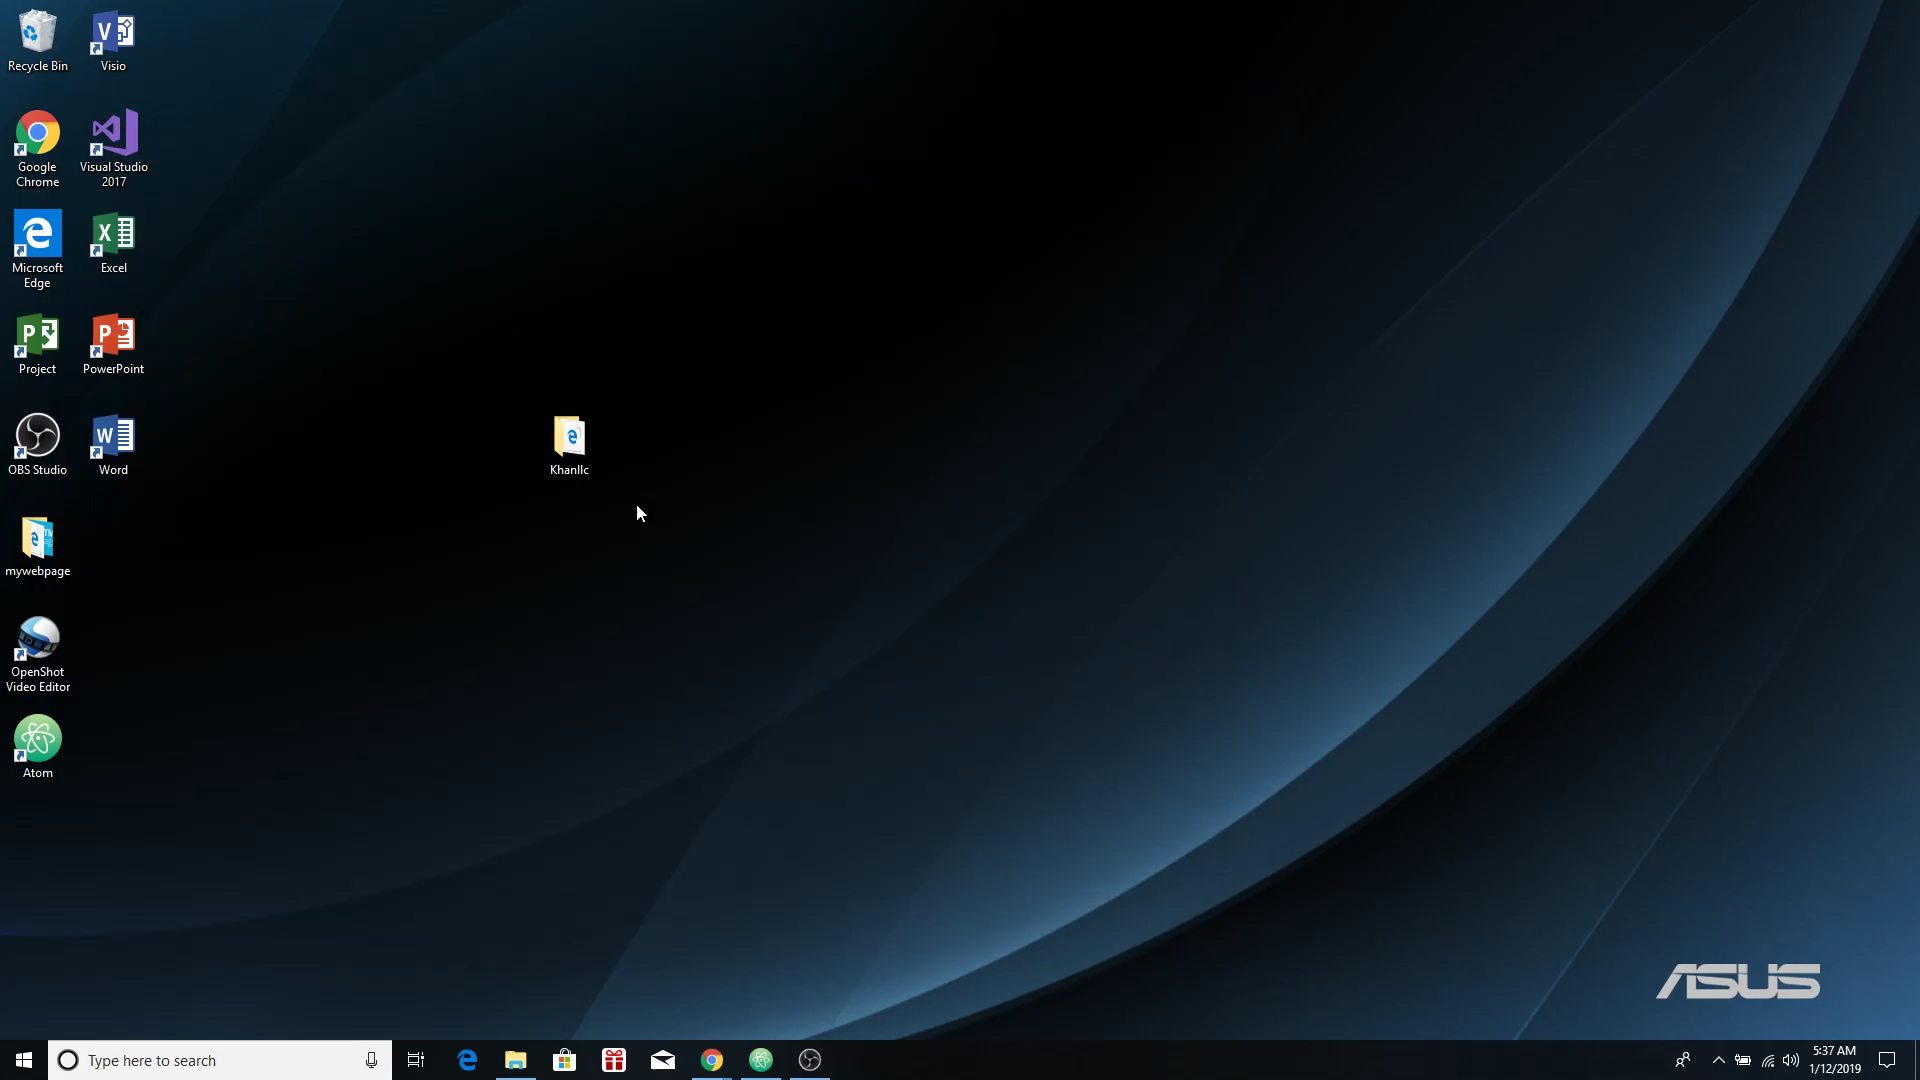 Recycle Bin
Visio
Google
Chrome
Visual Studio
2017
Microsoft
Edge
Excel
Project
PowerPoint
OBS Studio
Word
Khanllc
mywebpage
OpenShot
Video Editor
Atom
ASUS
Type here to search
5:37 AM
1/12/2019